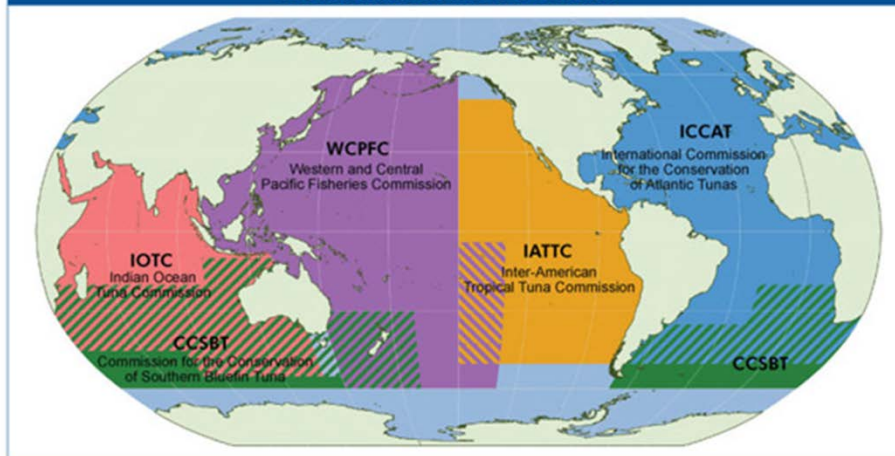 WCPFC
Western and Central
Pacific Fisheries Commission
ICCAT
International Commission
for the Conservation
of Atlantic Tunas
IOTC
Indian Ocean
Tuna Commission
IATTC
Inter-American
Tropical Tuna Commission
CCSBT
Commission for the Conservation
of Southern Bluefin Tuna
CCSBT